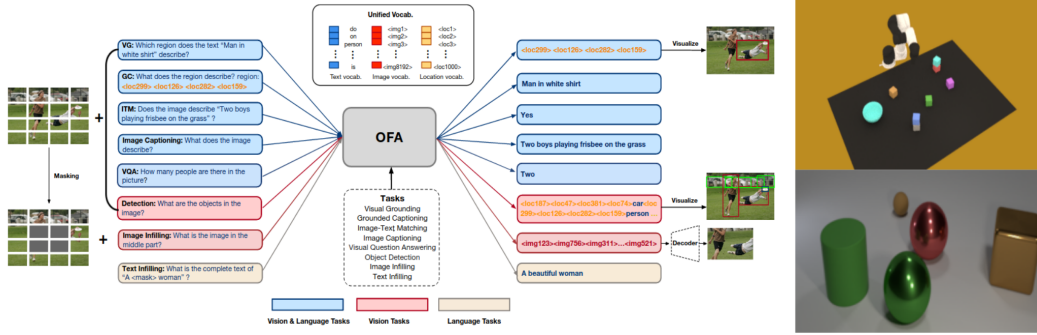 Unified Vocab.
do
on
person
is
Text vocab.
<img1>
<img2>
<img3>
<img8192>
Image vocab.
<loc1>
<loc2>
<loc3>
<loc1000>
Location vocab.
VG: Which region does the text "Man in
white shirt" describe?
GC: What does the region describe? region:
<loc299> <loc126> <loc282> <loc159>
ITM: Does the image describe "Two boys
playing frisbee on the grass" ?
Image Captioning: What does the image
describe?
VQA: How many people are there in the
picture?
Detection: What are the objects in the
image?
Image Infilling: What is the image in the
middle part?
Text Infilling: What is the complete text of
"A <mask> woman" ?
+
+
Masking
OFA
Tasks
Visual Grounding
Grounded Captioning
Image-Text Matching
Image Captioning
Visual Question Answering
Object Detection
Image Infilling
Text Infilling
<loc299> <loc126> <loc282> <loc159>
Visualize
Man in white shirt
Yes
Two boys playing frisbee on the grass
Two
<loc187><loc47><loc381><loc74>car<loc
299><loc126><loc282><loc159>person ...
Visualize
<img123><img756><img311>...<img521>
Decoder
A beautiful woman
Vision & Language Tasks
Vision Tasks
Language Tasks